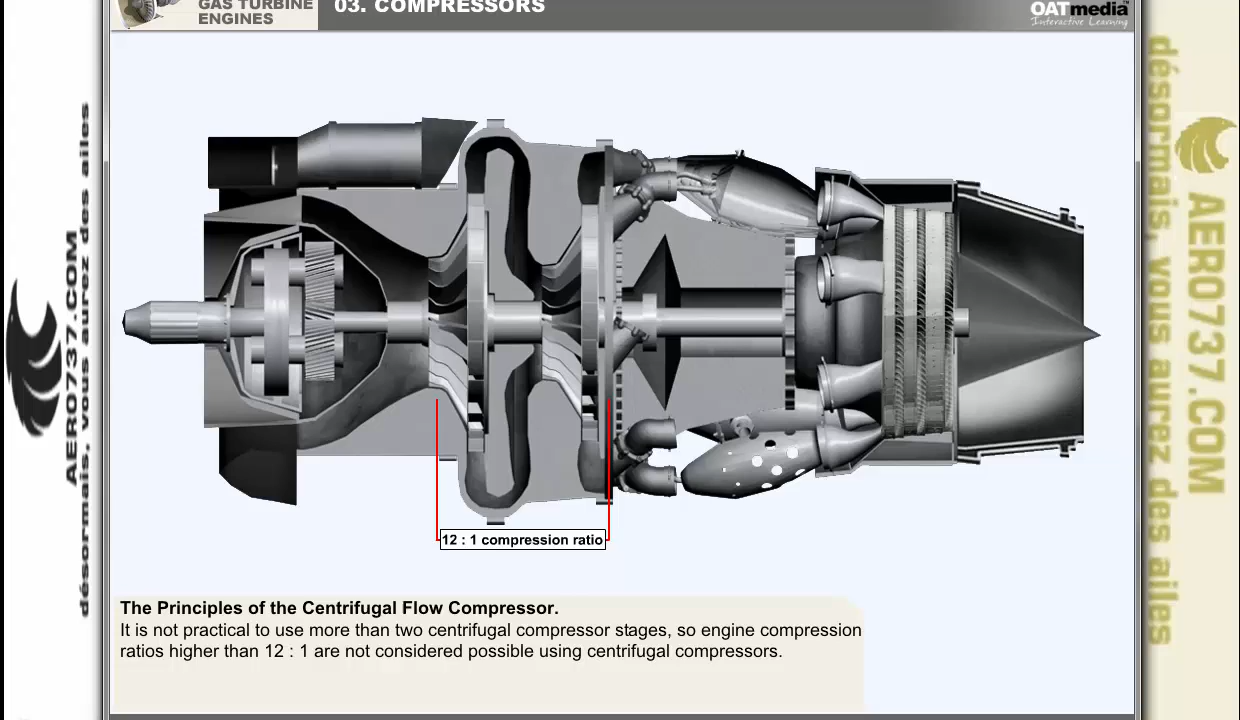 GAS TURBINE
ENGINES
03. COMPRESSORS
OATmedia™
Interactive Learning
désormais, vous aurez des ailes
AERO737.COM
12 : 1 compression ratio
The Principles of the Centrifugal Flow Compressor.
It is not practical to use more than two centrifugal compressor stages, so engine compression
ratios higher than 12 : 1 are not considered possible using centrifugal compressors.
désormais, vous aurez des ailes
AERO737.COM